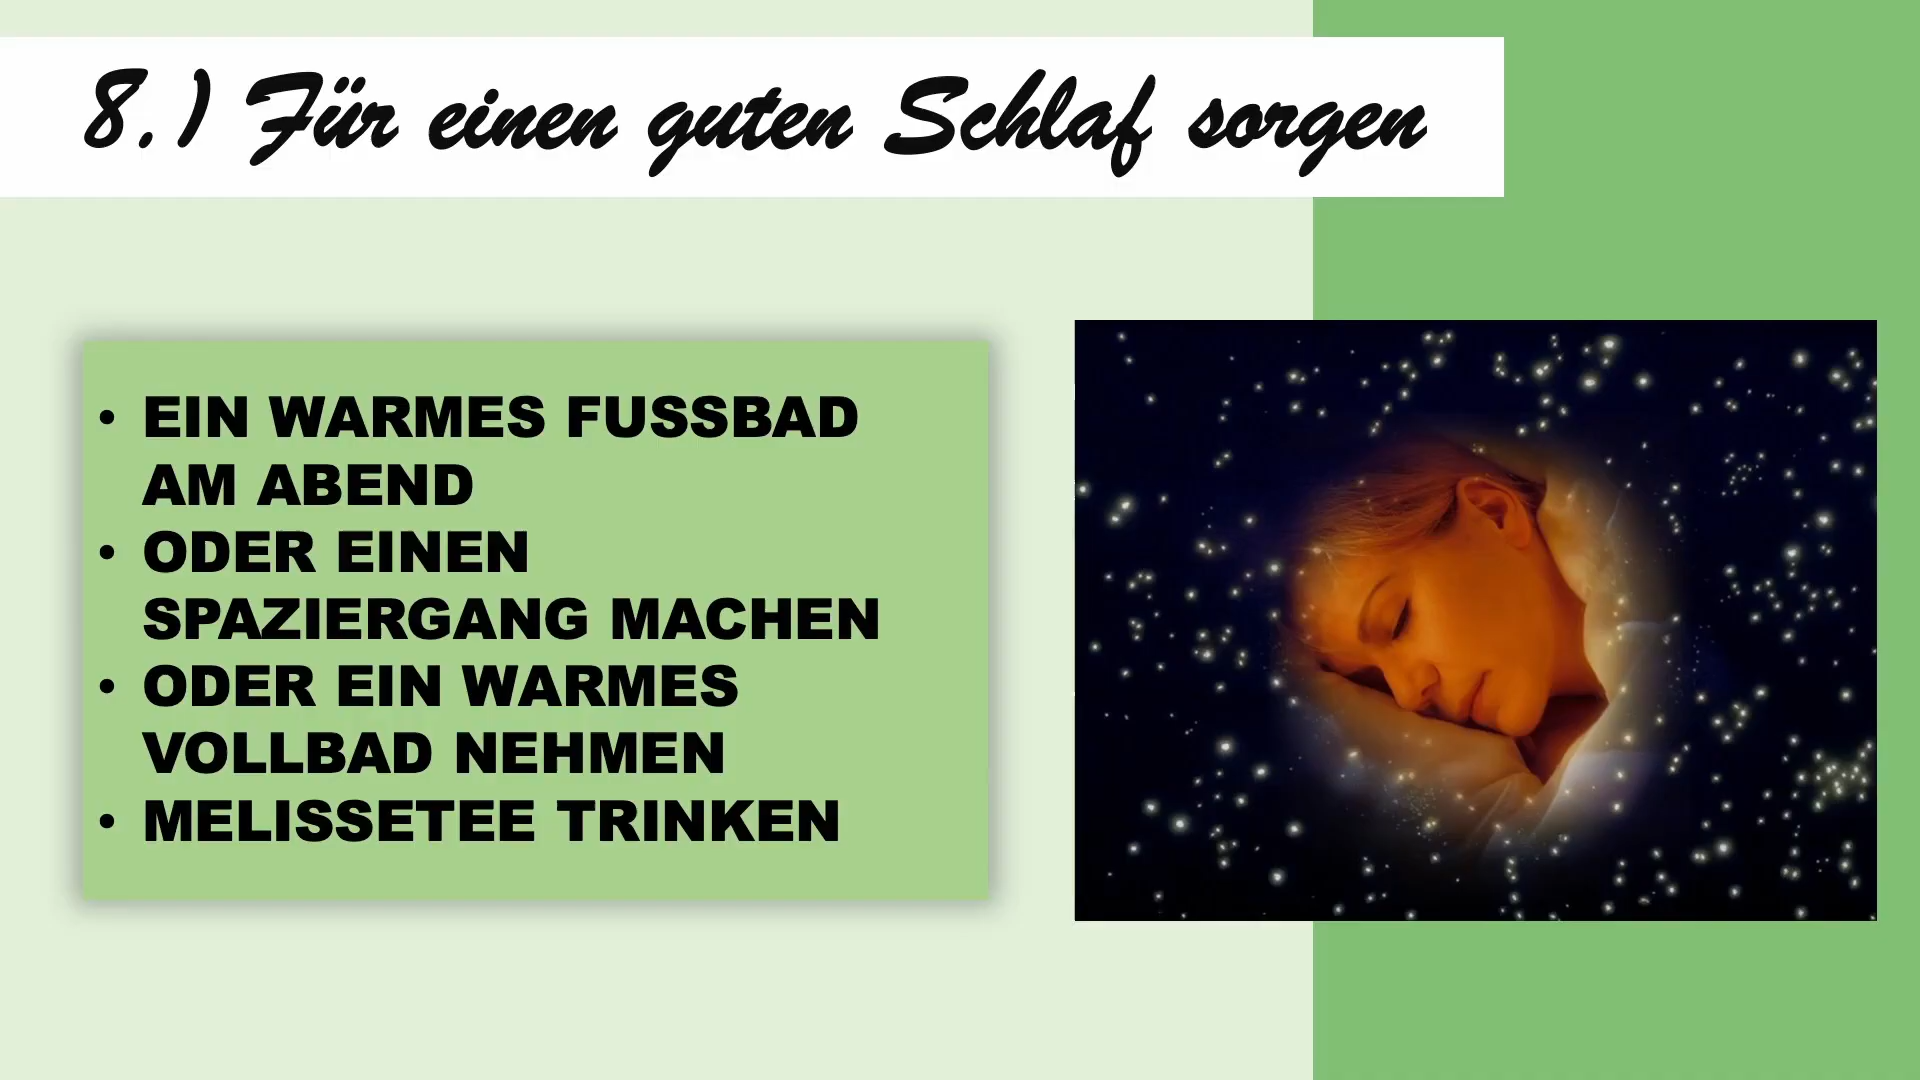 8.) Für einen guten Schlaf sorgen
• EIN WARMES FUSSBAD
AM ABEND
• ODER EINEN
SPAZIERGANG MACHEN
• ODER EIN WARMES
VOLLBAD NEHMEN
• MELISSETEE TRINKEN